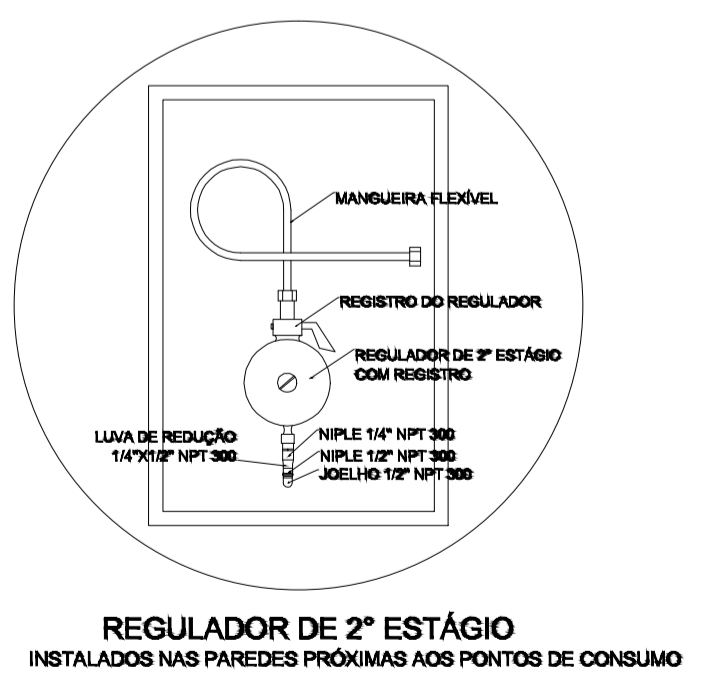 MANGUEIRA FLEXÍVEL
REGISTRO DO REGULADOR
REGULADOR DE 2° ESTÁGIO
COM REGISTRO
LUVA DE REDUÇÃO
1/4"X1/2" NPT 300
NIPLE 1/4" NPT 300
NIPLE 1/2" NPT 300
JOELHO 1/2" NPT 300
REGULADOR DE 2° ESTÁGIO
INSTALADOS NAS PAREDES PRÓXIMAS AOS PONTOS DE CONSUMO